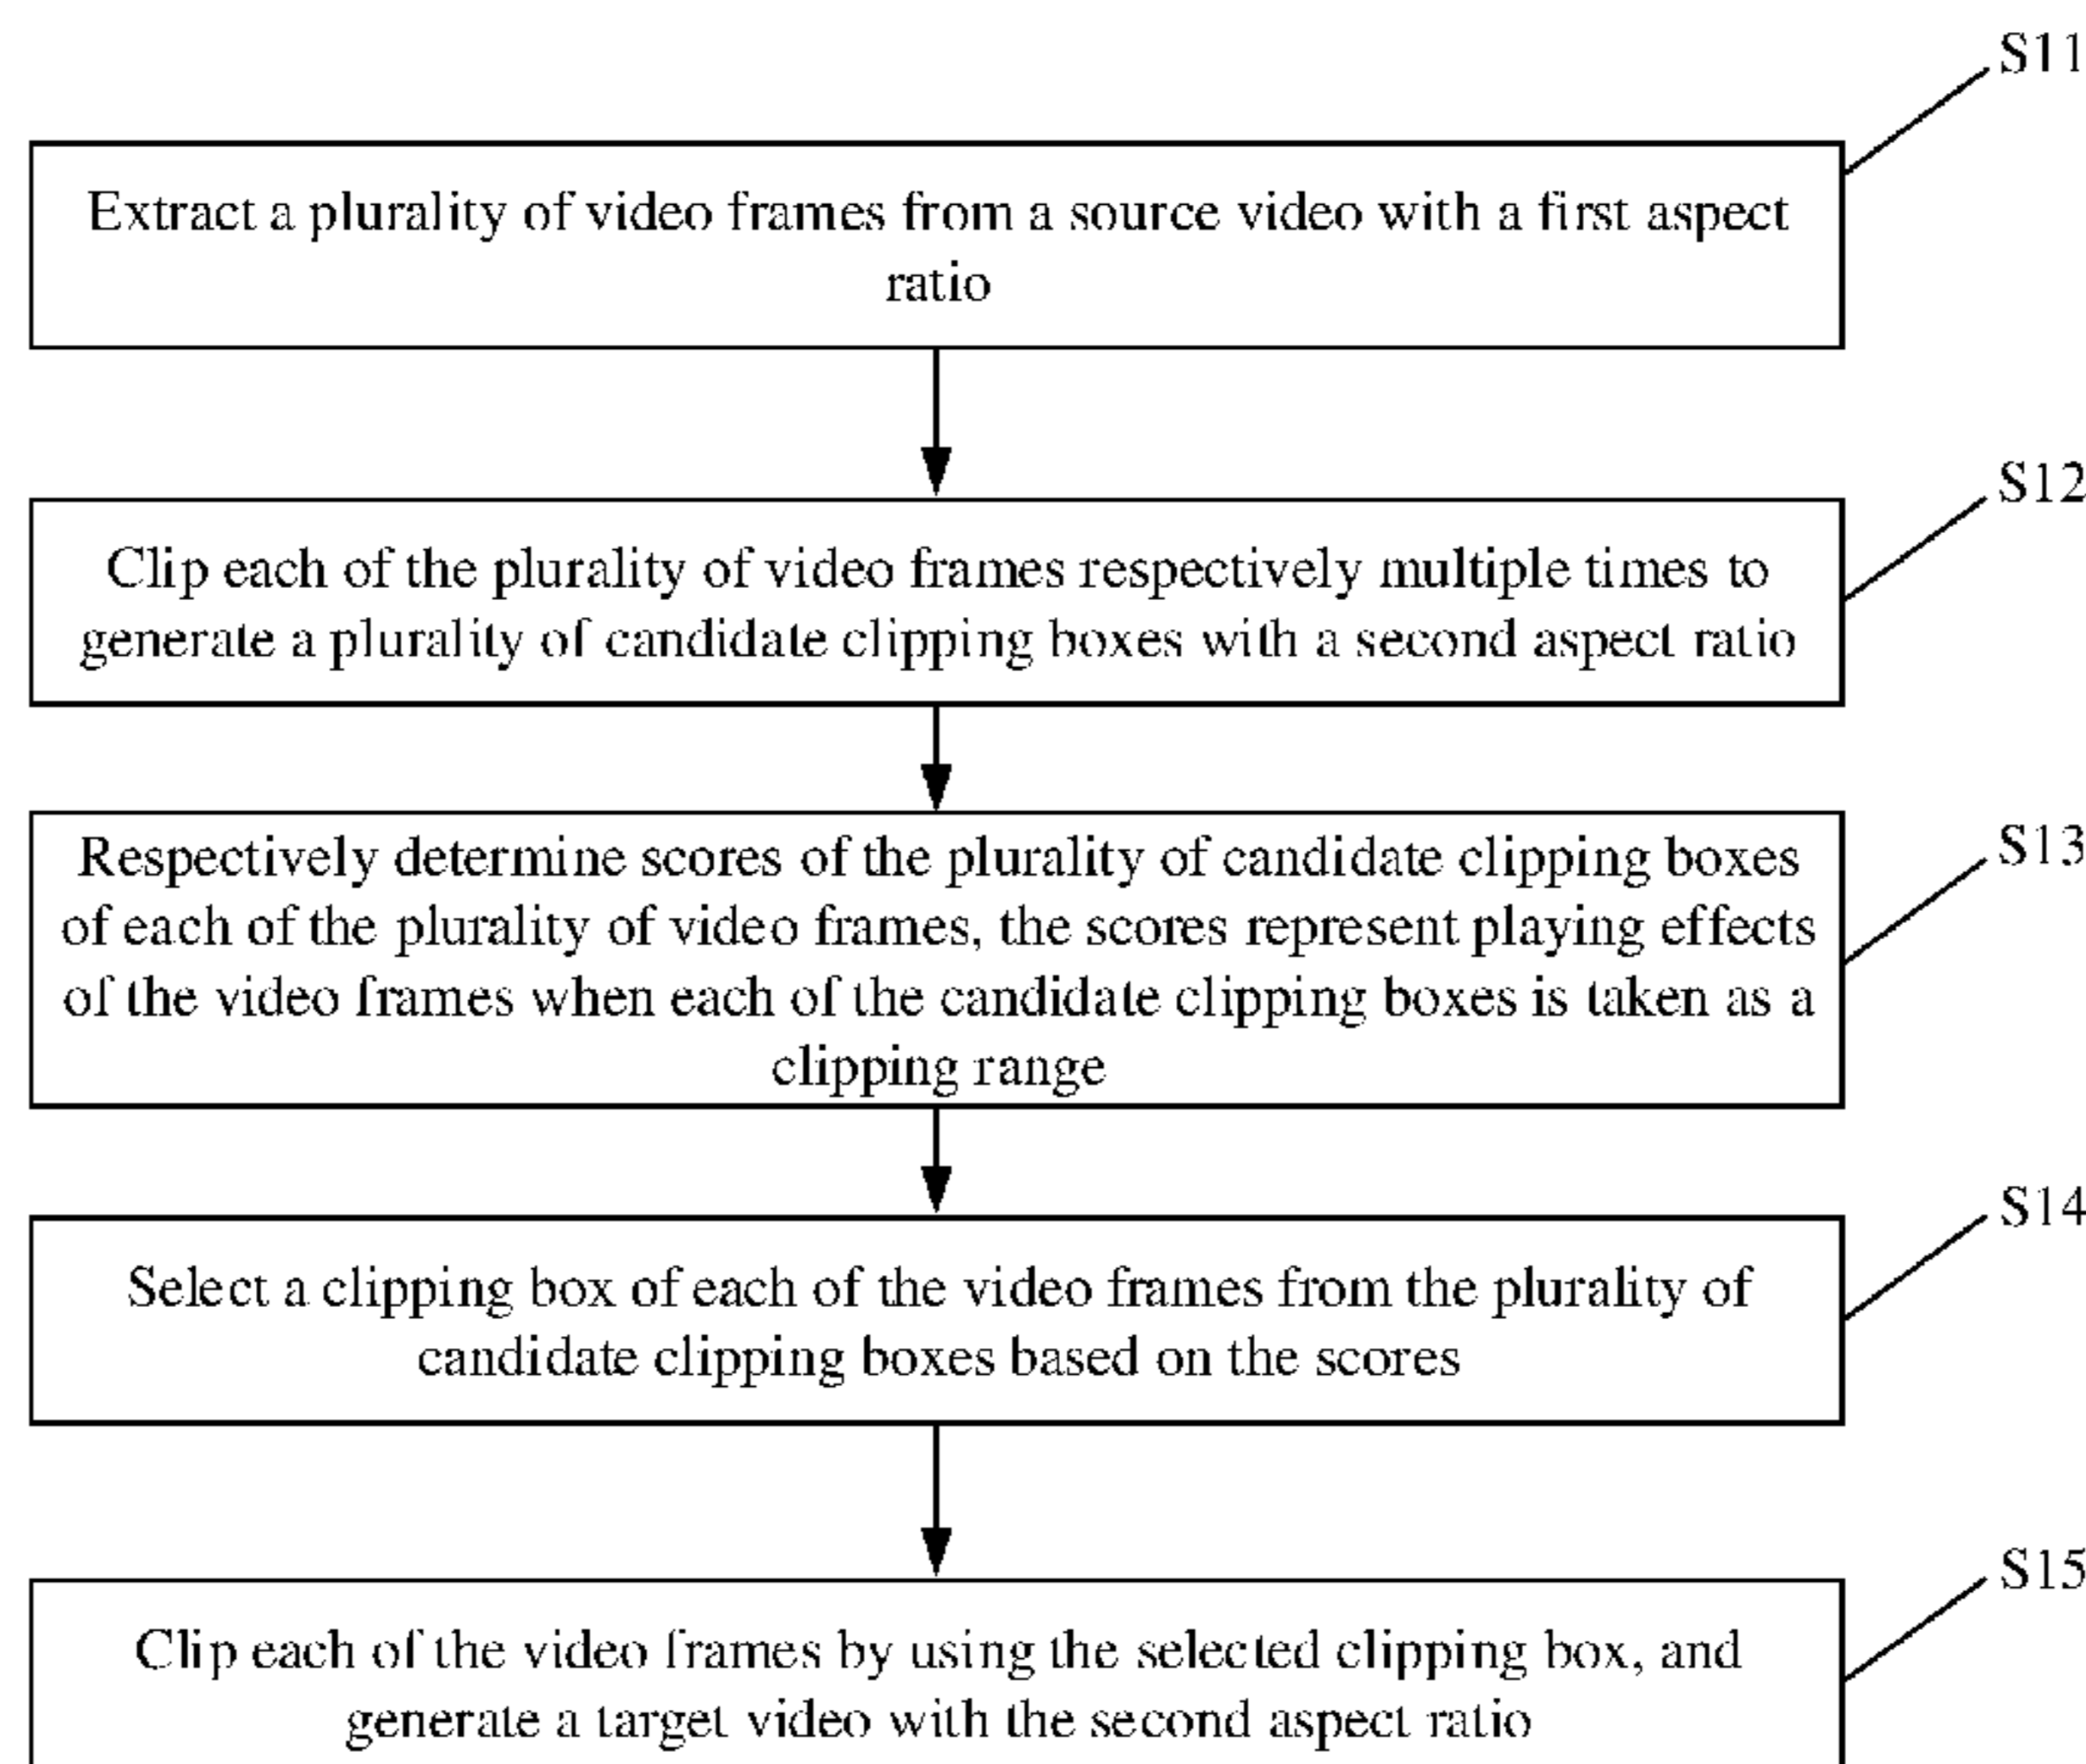 S11
Extract a plurality of video frames from a source video with a first aspect
ratio
S12
Clip each of the plurality of video frames respectively multiple times to
generate a plurality of candidate clipping boxes with a second aspect ratio
S13
Respectively determine scores of the plurality of candidate clipping boxes
of each of the plurality of video frames, the scores represent playing effects
of the video frames when each of the candidate clipping boxes is taken as a
clipping range
S14
Select a clipping box of each of the video frames from the plurality of
candidate clipping boxes based on the scores
S15
Clip each of the video frames by using the selected clipping box, and
generate a target video with the second aspect ratio